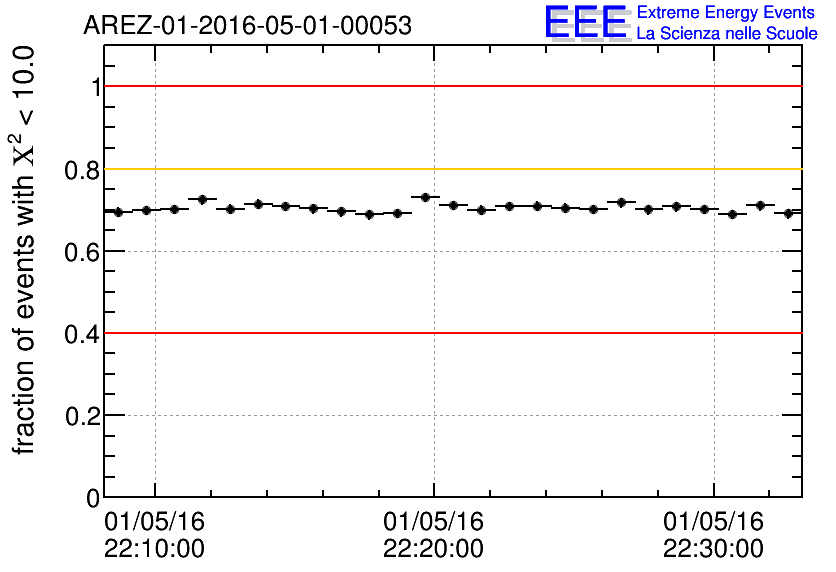 AREZ-01-2016-05-01-00053
EEE
Extreme Energy Events
La Scienza nelle Scuole
fraction of events with X² < 10.0
1
0.8
0.6
0.4
0.2
0
01/05/16
22:10:00
01/05/16
22:20:00
01/05/16
22:30:00